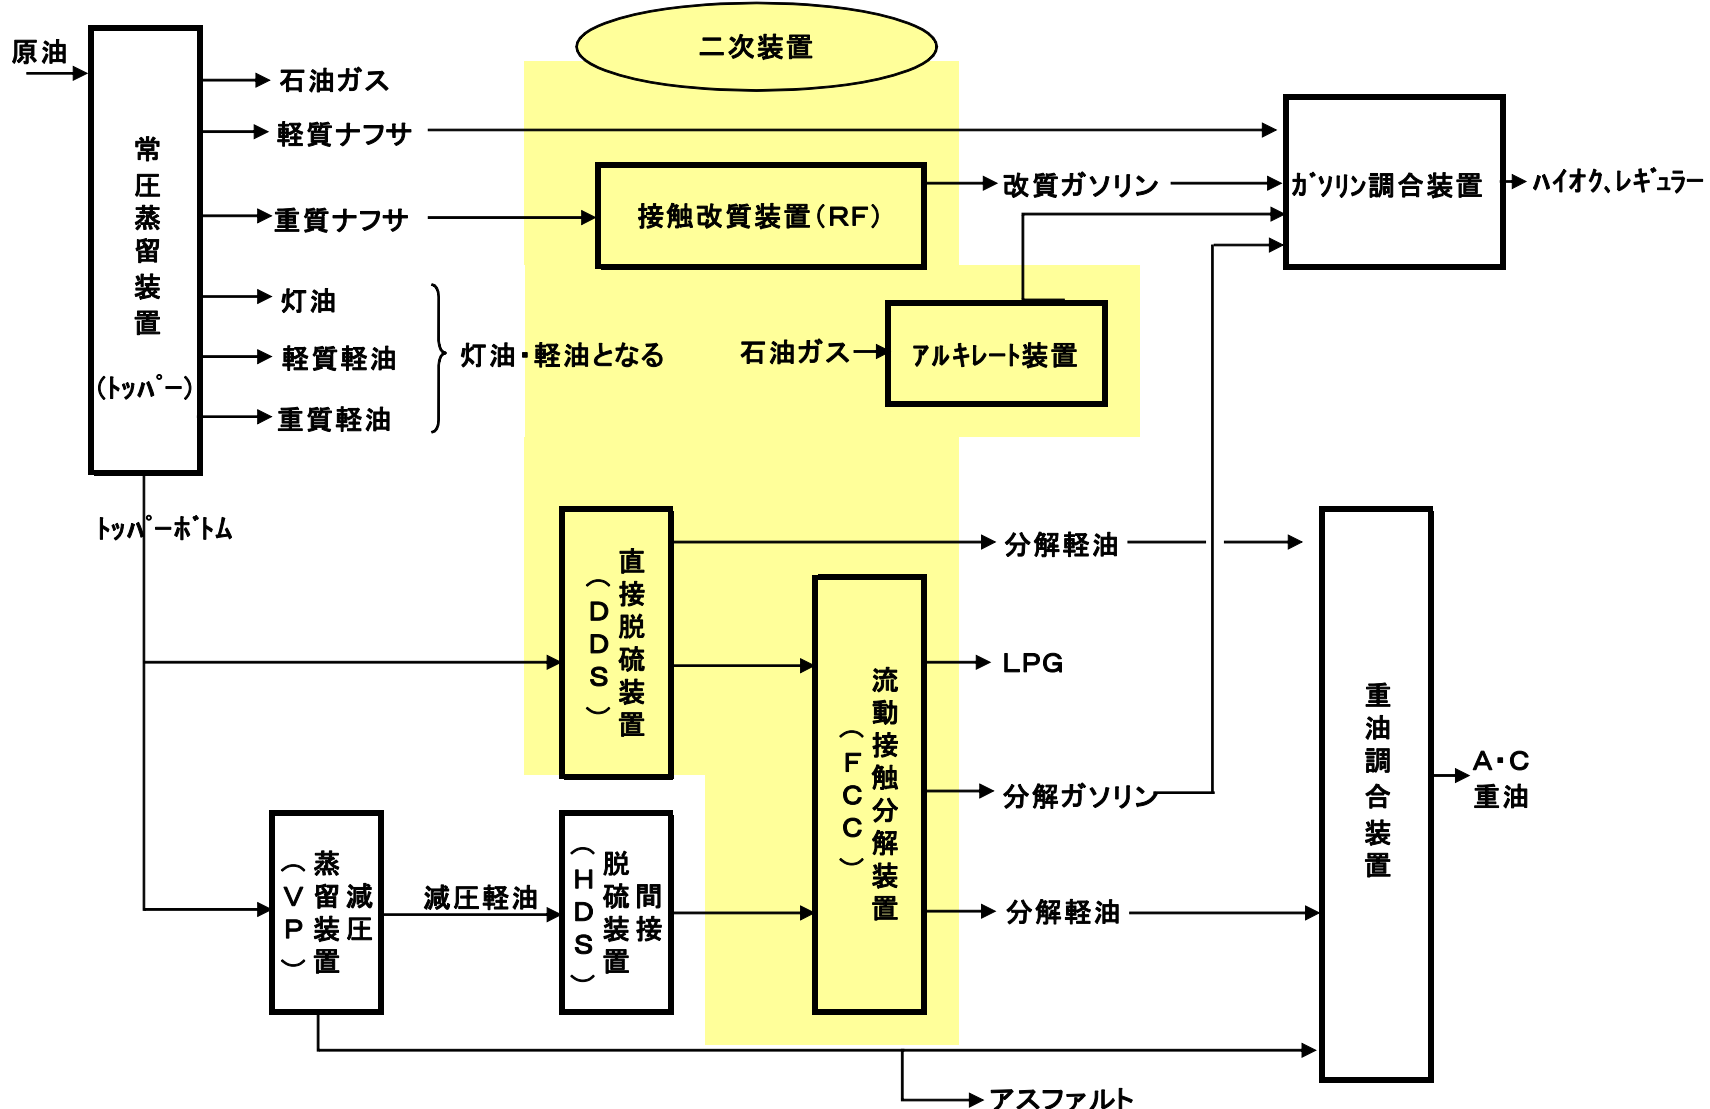 二次装置
原油
石油ガス
軽質ナフサ
重質ナフサ
灯油
軽質軽油
重質軽油
常圧蒸留装置
(ﾄｯﾊﾟｰ)
灯油・軽油となる
接触改質装置(RF)
改質ガソリン
ｶﾞｿﾘﾝ調合装置
ﾊｲｵｸ、ﾚｷﾞｭﾗｰ
石油ガス
ｱﾙｷﾚｰﾄ装置
ﾄｯﾊﾟｰﾎﾞﾄﾑ
直接脱硫装置
(DDS)
分解軽油
流動接触分解装置
(FCC)
LPG
分解ガソリン
分解軽油
重油調合装置
A・C
重油
減圧
蒸留装置
(VP)
減圧軽油
間接
脱硫装置
(HDS)
アスファルト